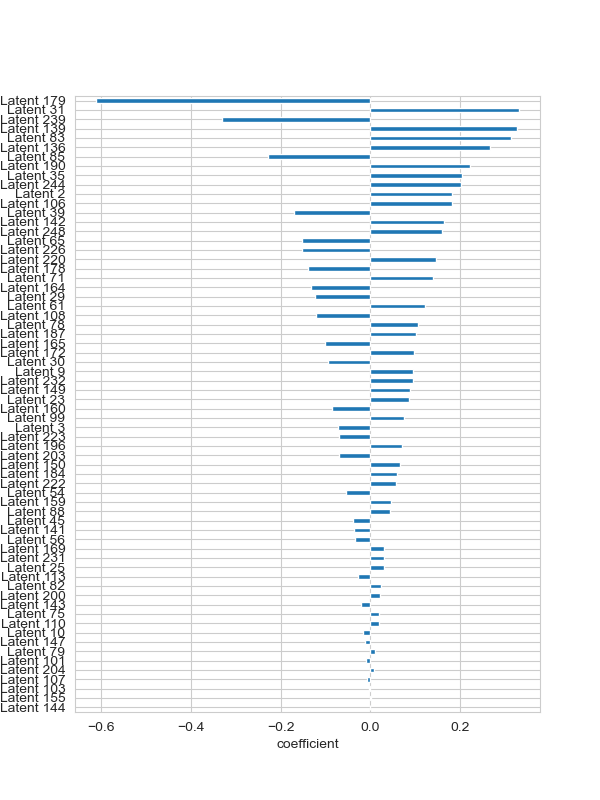 Latent 179
Latent 31
Latent 239
Latent 139
Latent 83
Latent 136
Latent 85
Latent 190
Latent 35
Latent 244
Latent 2
Latent 106
Latent 39
Latent 142
Latent 248
Latent 65
Latent 226
Latent 220
Latent 178
Latent 71
Latent 164
Latent 29
Latent 61
Latent 108
Latent 78
Latent 187
Latent 165
Latent 172
Latent 30
Latent 9
Latent 232
Latent 149
Latent 23
Latent 160
Latent 99
Latent 3
Latent 223
Latent 196
Latent 203
Latent 150
Latent 184
Latent 222
Latent 54
Latent 159
Latent 88
Latent 45
Latent 141
Latent 56
Latent 169
Latent 231
Latent 25
Latent 113
Latent 82
Latent 200
Latent 143
Latent 75
Latent 110
Latent 10
Latent 147
Latent 79
Latent 101
Latent 204
Latent 107
Latent 103
Latent 155
Latent 144
−0.6 −0.4 −0.2 0.0 0.2
coefficient